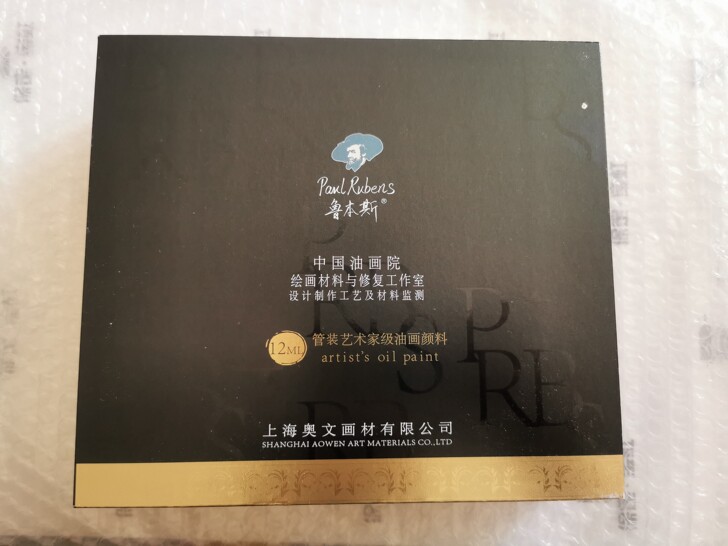 Paul Rubens
鲁本斯®
中国油画院
绘画材料与修复工作室
设计制作工艺及材料监测
12ML
管装艺术家级油画颜料
artist's oil paint
上海奥文画材有限公司
SHANGHAI AOWEN ART MATERIALS CO.,LTD